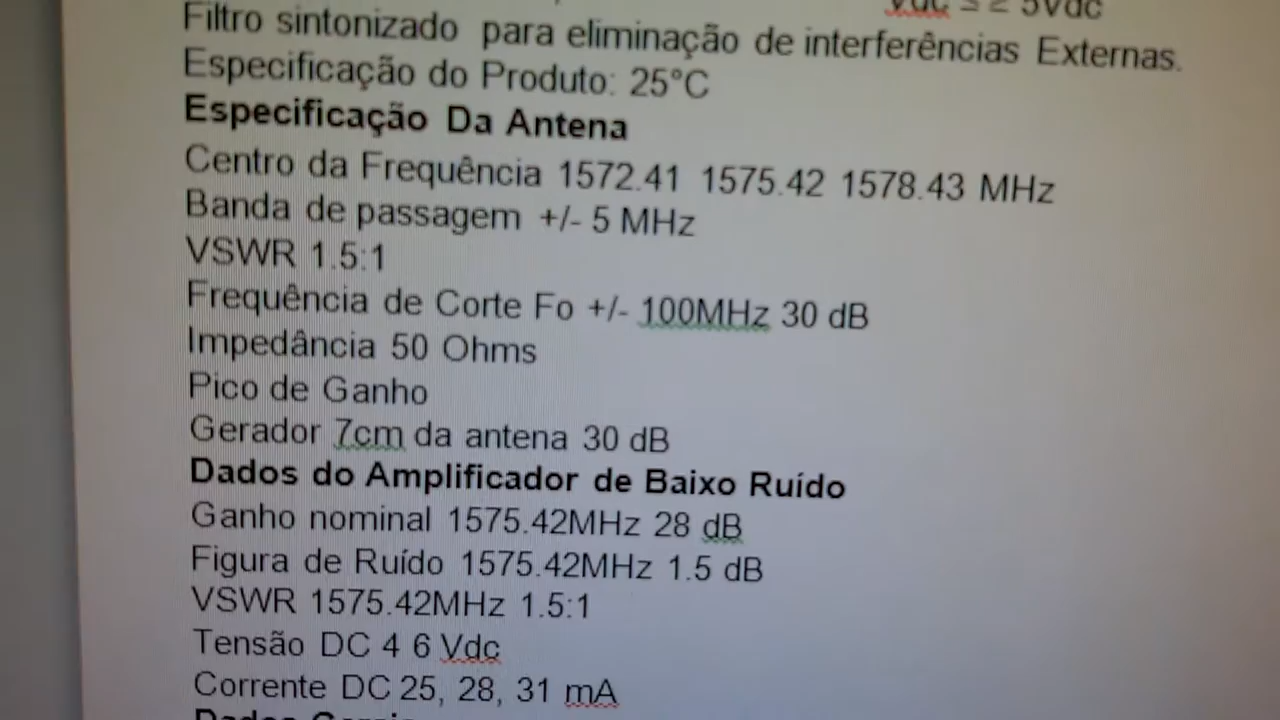 Vdc ≤ ≥ 5Vdc
Filtro sintonizado para eliminação de interferências Externas.
Especificação do Produto: 25°C
Especificação Da Antena
Centro da Frequência 1572.41 1575.42 1578.43 MHz
Banda de passagem +/- 5 MHz
VSWR 1.5:1
Frequência de Corte Fo +/- 100MHz 30 dB
Impedância 50 Ohms
Pico de Ganho
Gerador 7cm da antena 30 dB
Dados do Amplificador de Baixo Ruído
Ganho nominal 1575.42MHz 28 dB
Figura de Ruído 1575.42MHz 1.5 dB
VSWR 1575.42MHz 1.5:1
Tensão DC 4 6 Vdc
Corrente DC 25, 28, 31 mA
Dados Gerais